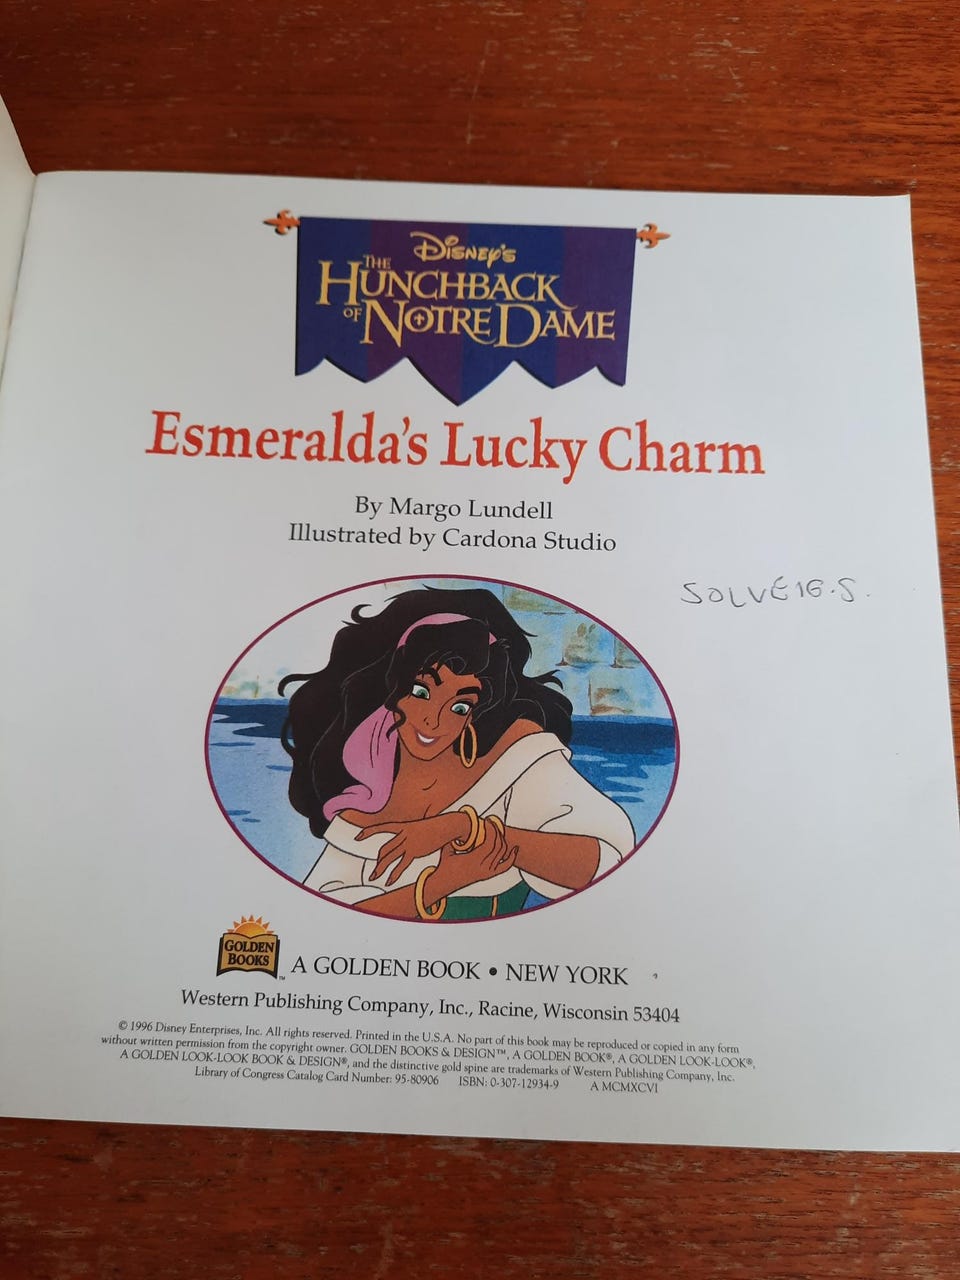 Disney's
THE
HUNCHBACK
OF NOTRE DAME
Esmeralda's Lucky Charm
By Margo Lundell
Illustrated by Cardona Studio
SOLVEIG.S.
GOLDEN
BOOKS™
A GOLDEN BOOK • NEW YORK
Western Publishing Company, Inc., Racine, Wisconsin 53404
© 1996 Disney Enterprises, Inc. All rights reserved. Printed in the U.S.A. No part of this book may be reproduced or copied in any form
without written permission from the copyright owner. GOLDEN BOOKS & DESIGN™, A GOLDEN BOOK®, A GOLDEN LOOK-LOOK®,
A GOLDEN LOOK-LOOK BOOK & DESIGN®, and the distinctive gold spine are trademarks of Western Publishing Company, Inc.
Library of Congress Catalog Card Number: 95-80906 ISBN: 0-307-12934-9 A MCMXCVI